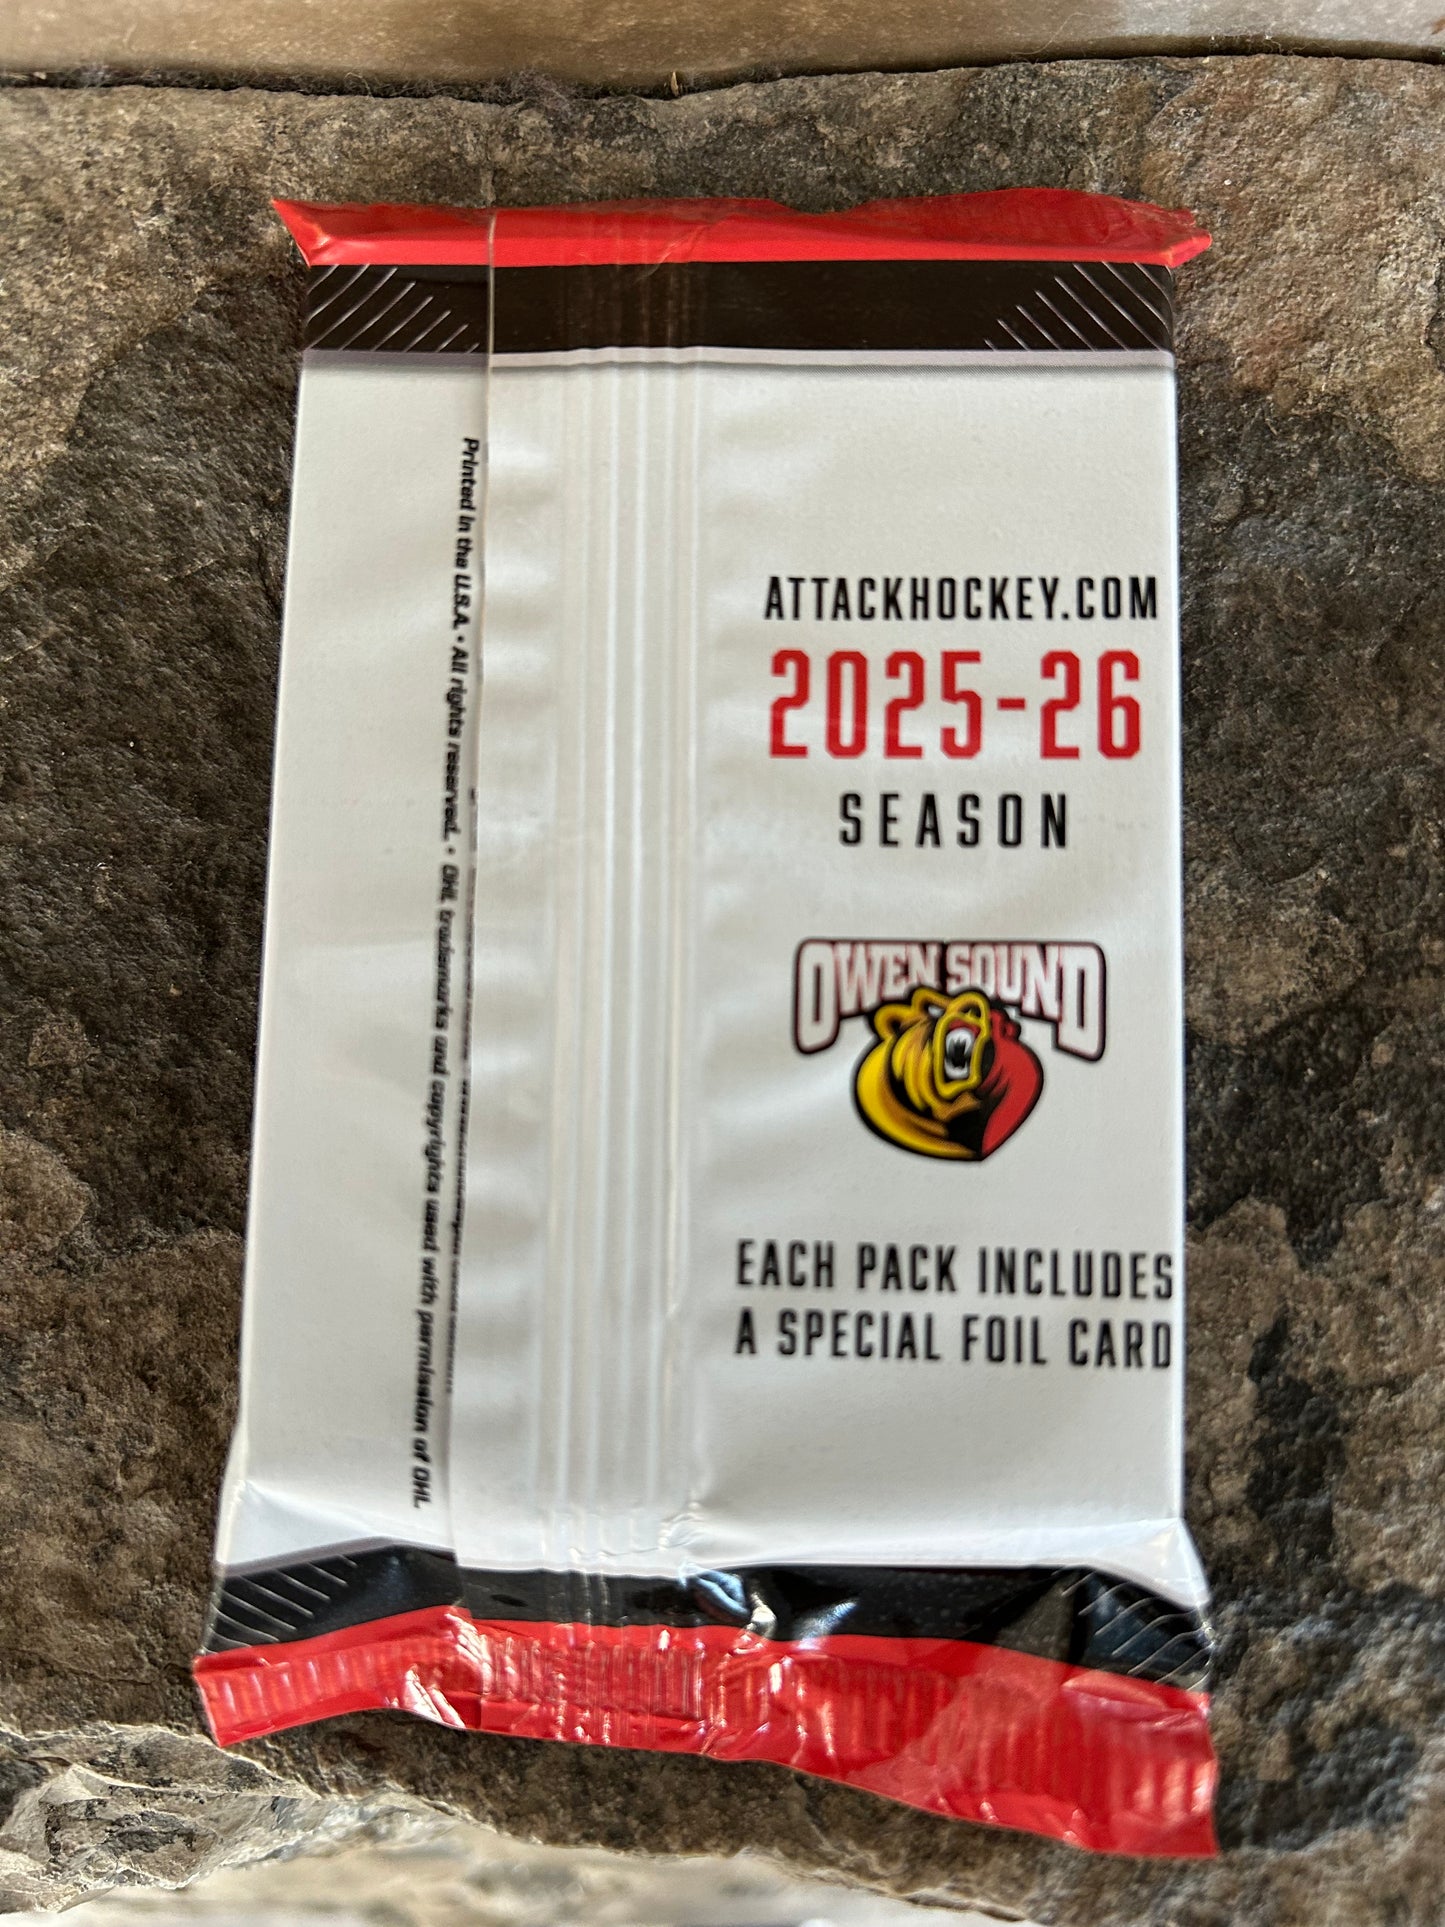 ATTACKHOCKEY.COM
2025-26
SEASON
OWEN SOUND
EACH PACK INCLUDES
A SPECIAL FOIL CARD
Printed in the U.S.A. • All rights reserved. • OHL trademarks and copyrights used with permission of OHL